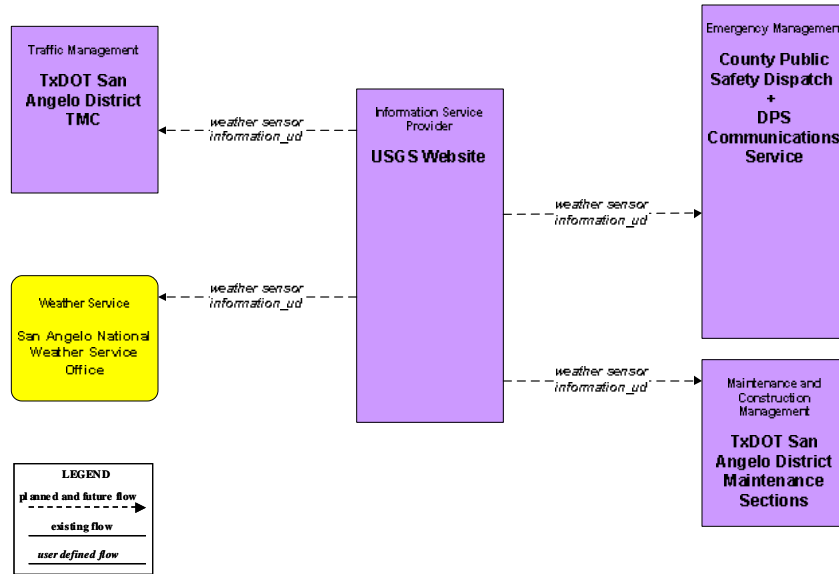 Traffic Management
TxDOT San
Angelo District
TMC
weather sensor
information_ud
Information Service
Provider
USGS Website
Emergency Management
County Public
Safety Dispatch
+
DPS
Communications
Service
weather sensor
information_ud
Weather Service
San Angelo National
Weather Service
Office
weather sensor
information_ud
weather sensor
information_ud
Maintenance and
Construction
Management
TxDOT San
Angelo District
Maintenance
Sections
LEGEND
planned and future flow
existing flow
user defined flow